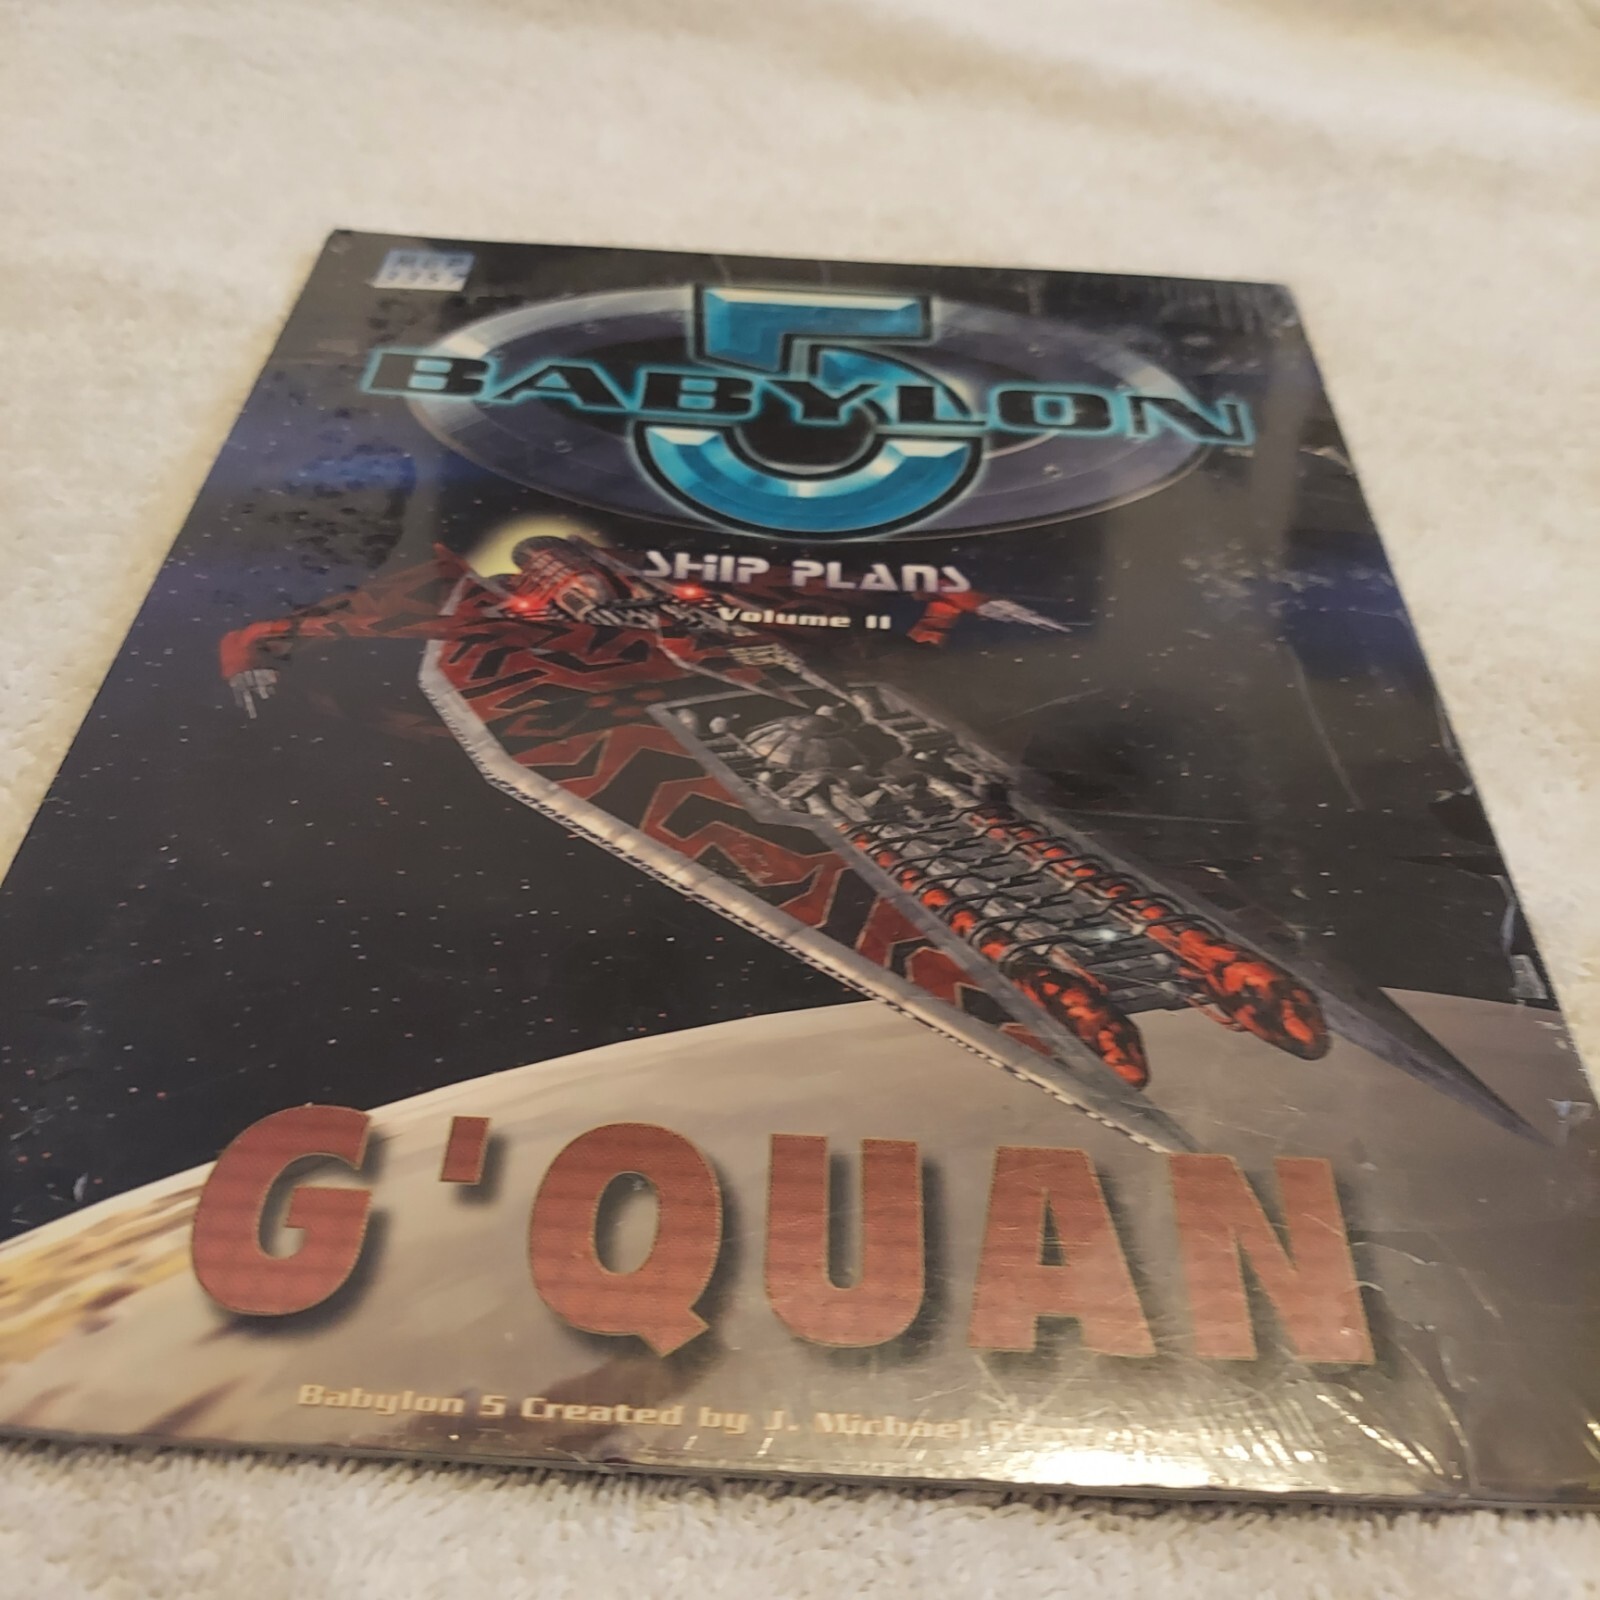 BABYLON
5
SHIP PLANS
Volume II
G'QUAN
Babylon 5 Created by J. Michael